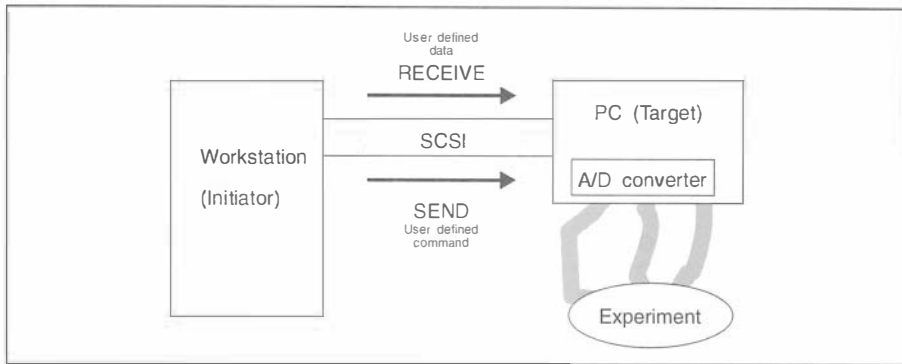 User defined
data
RECEIVE
SCSI
Workstation
(Initiator)
SEND
User defined
command
PC (Target)
A/D converter
Experiment